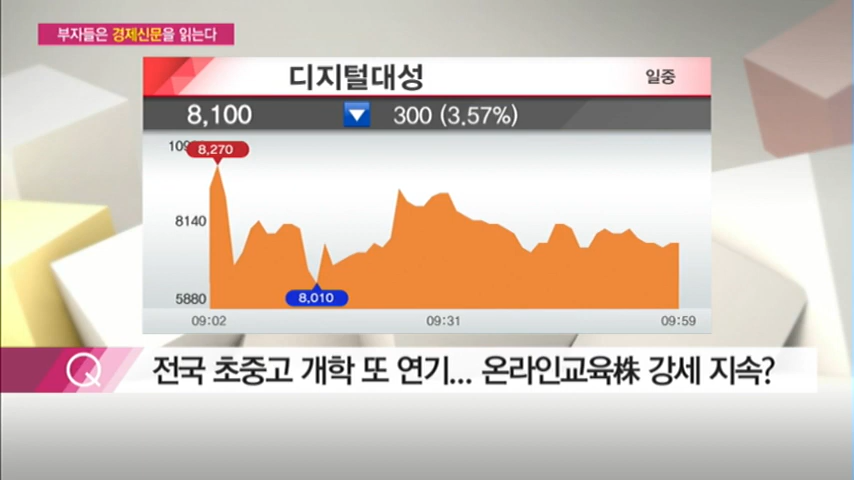 부자들은 경제신문을 읽는다
디지털대성
일중
8,100 ▼ 300 (3.57%)
8,270
8140
5880
8,010
09:02 09:31 09:59
Q 전국 초중고 개학 또 연기... 온라인교육株 강세 지속?